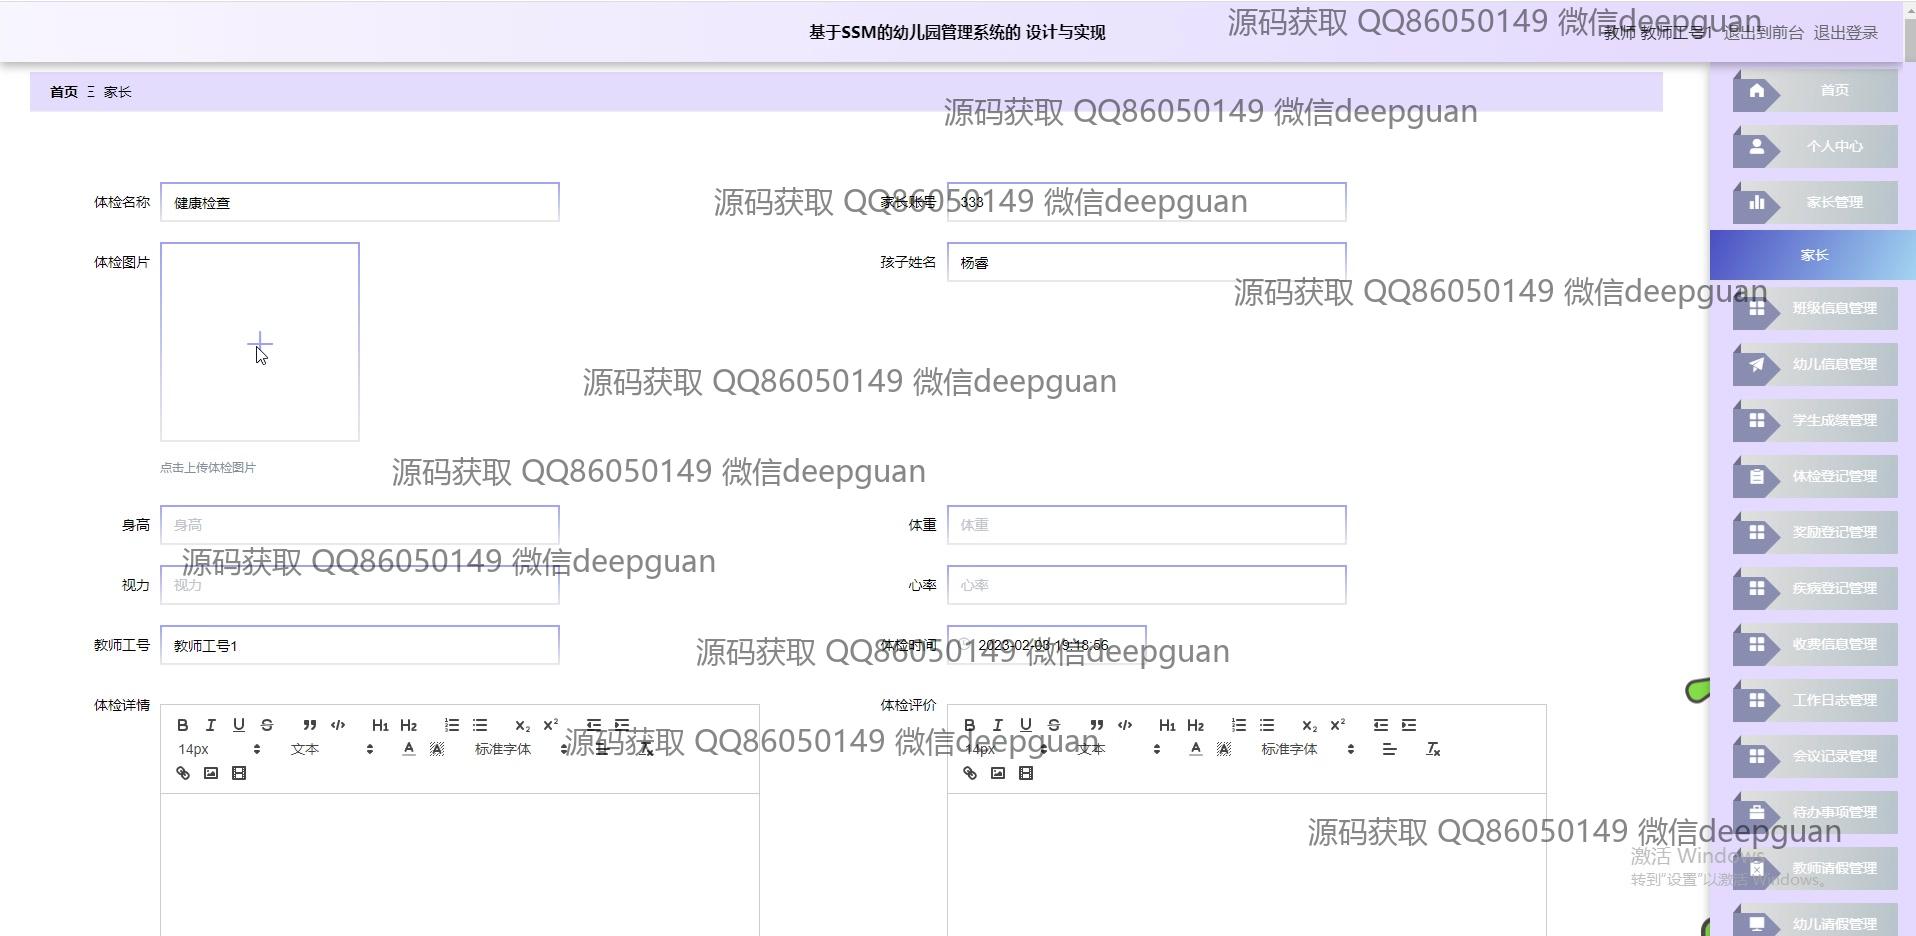 基于SSM的幼儿园管理系统的 设计与实现
源码获取 QQ86050149 微信deepguan
教师 教师工号1 退出到前台 退出登录
首页 家长
源码获取 QQ86050149 微信deepguan
首页
个人中心
家长管理
家长
班级信息管理
幼儿信息管理
学生成绩管理
体检登记管理
奖励登记管理
疾病登记管理
收费信息管理
工作日志管理
会议记录管理
待办事项管理
教师请假管理
幼儿请假管理
体检名称 健康检查
源码获取 QQ86050149 微信deepguan
家长账号 333
体检图片
孩子姓名 杨睿
源码获取 QQ86050149 微信deepguan
源码获取 QQ86050149 微信deepguan
点击上传体检图片
源码获取 QQ86050149 微信deepguan
身高 身高
体重 体重
源码获取 QQ86050149 微信deepguan
视力 视力
心率 心率
教师工号 教师工号1
体检时间 2023-02-08 19:18:56
源码获取 QQ86050149 微信deepguan
体检详情
体检评价
B I U S H1 H2 X₂ X²
14px 文本 标准字体
B I U S H1 H2 X₂ X²
14px 文本 标准字体
源码获取 QQ86050149 微信deepguan
源码获取 QQ86050149 微信deepguan
激活 Windows
转到"设置"以激活 Windows。